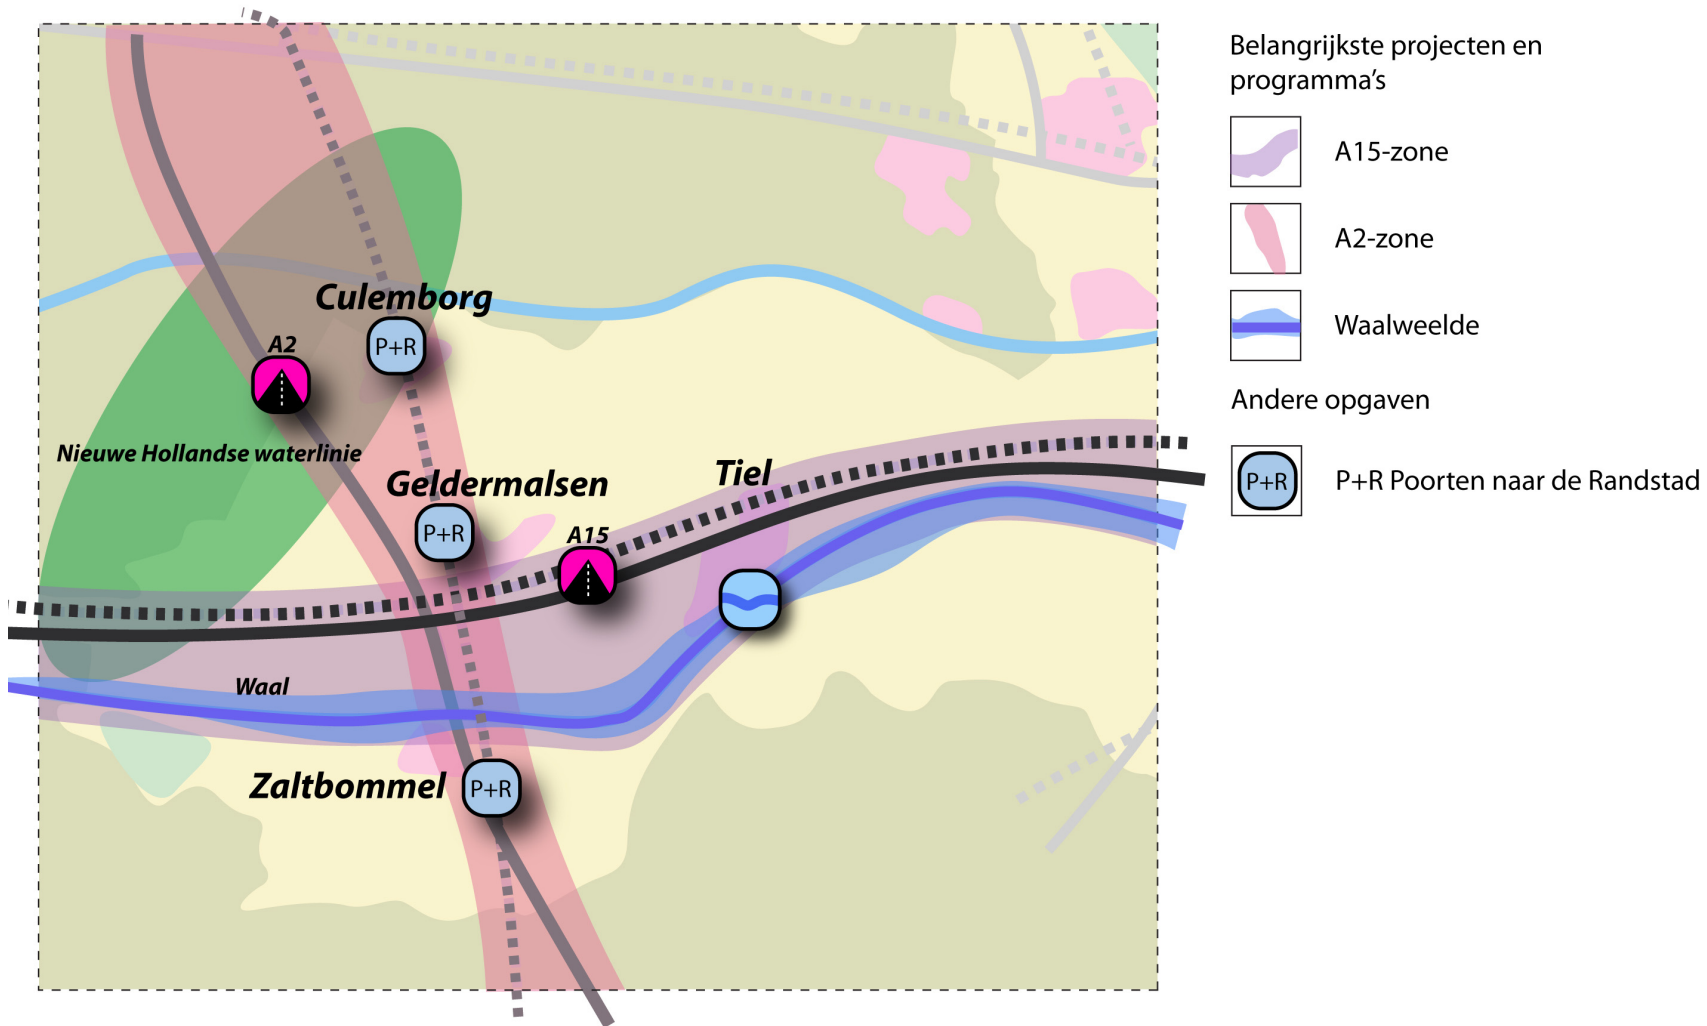 Belangrijkste projecten en
programma's
A15-zone
A2-zone
Waalweelde
Andere opgaven
P+R
P+R Poorten naar de Randstad
Culemborg
P+R
A2
Nieuwe Hollandse waterlinie
Geldermalsen
P+R
Tiel
A15
Waal
Zaltbommel
P+R